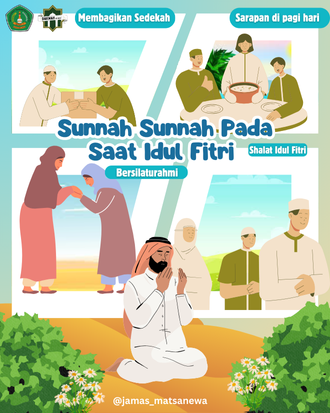 Membagikan Sedekah
Sarapan di pagi hari
Sunnah Sunnah Pada
Saat Idul Fitri
Shalat Idul Fitri
Bersilaturahmi
@jamas_matsanewa